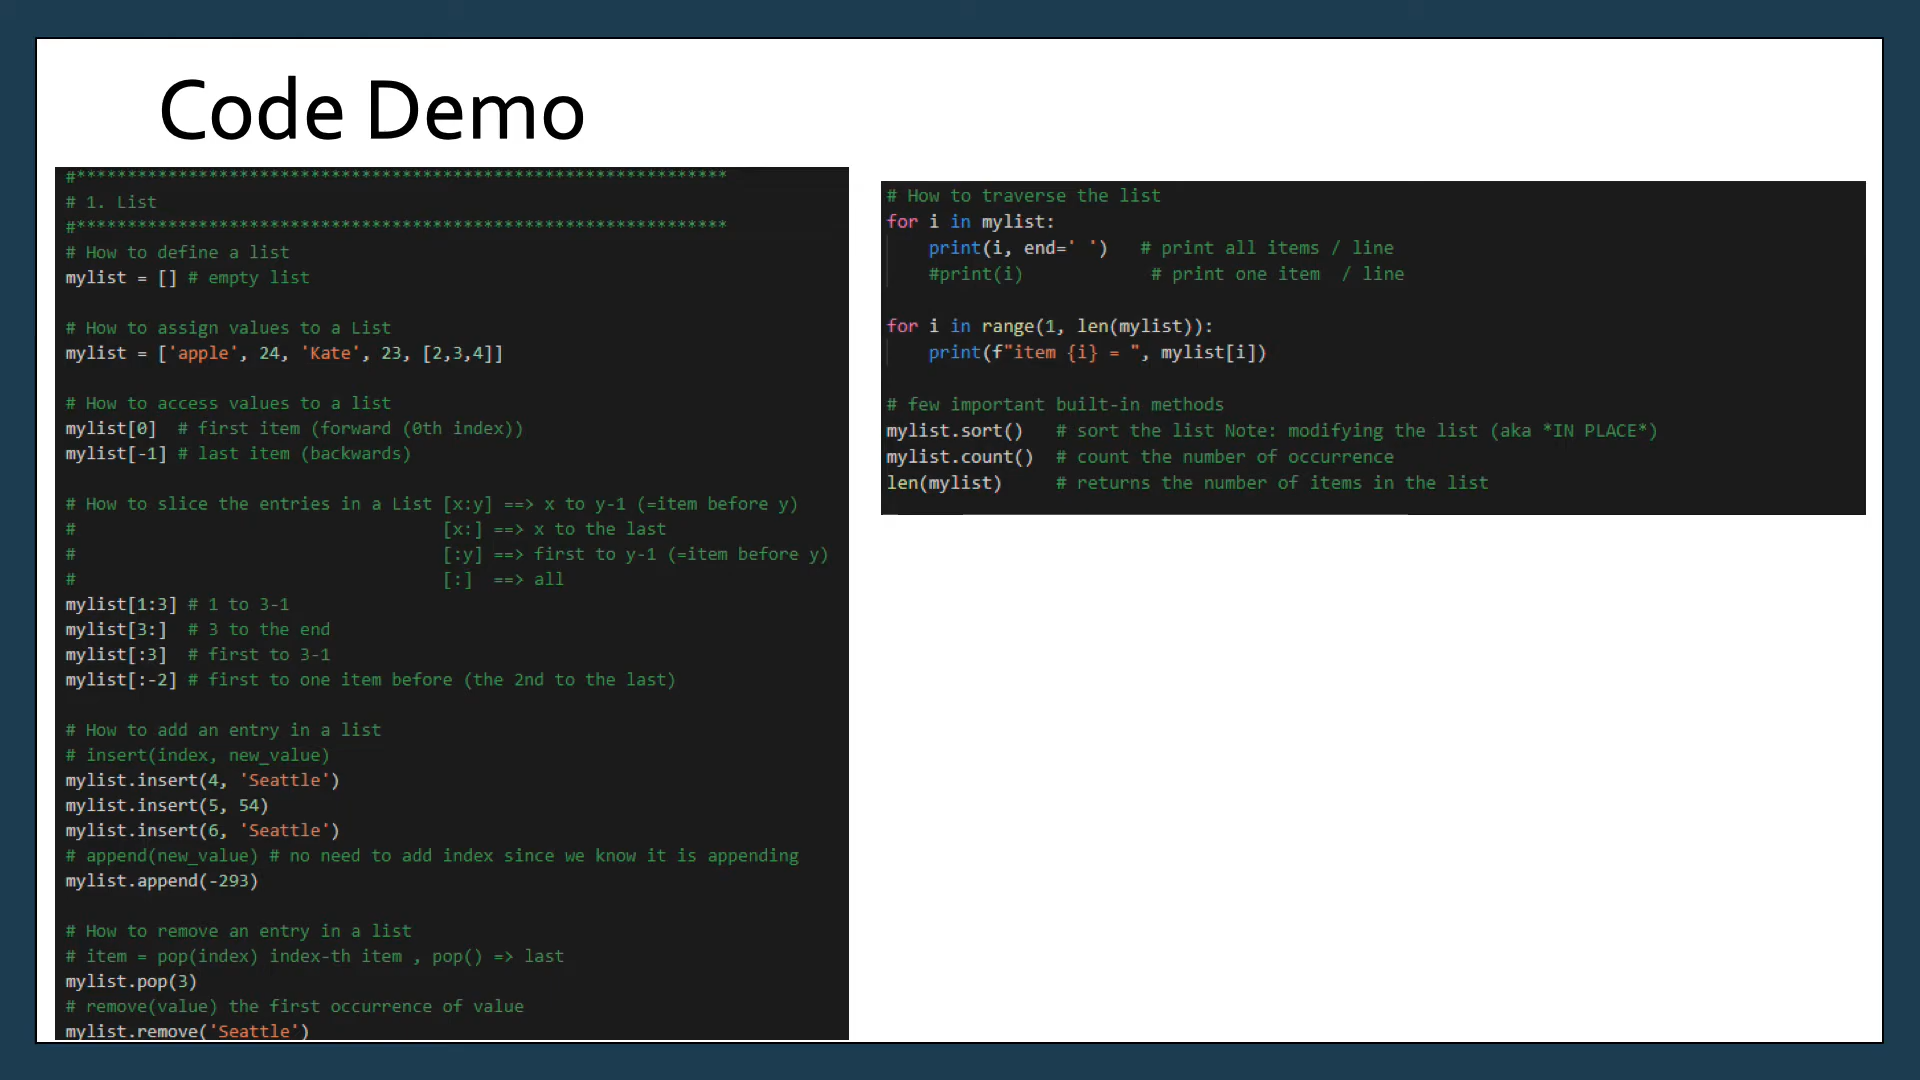 Code Demo
#****************************************************************
# 1. List
#****************************************************************
# How to define a list
mylist = [] # empty list
# How to assign values to a List
mylist = ['apple', 24, 'Kate', 23, [2,3,4]]
# How to access values to a list
mylist[0]  # first item (forward (0th index))
mylist[-1] # last item (backwards)
# How to slice the entries in a List [x:y] ==> x to y-1 (=item before y)
#                                    [x:] ==> x to the last
#                                    [:y] ==> first to y-1 (=item before y)
#                                    [:]  ==> all
mylist[1:3] # 1 to 3-1
mylist[3:]  # 3 to the end
mylist[:3]  # first to 3-1
mylist[:-2] # first to one item before (the 2nd to the last)
# How to add an entry in a list
# insert(index, new_value)
mylist.insert(4, 'Seattle')
mylist.insert(5, 54)
mylist.insert(6, 'Seattle')
# append(new_value) # no need to add index since we know it is appending
mylist.append(-293)
# How to remove an entry in a list
# item = pop(index) index-th item , pop() => last
mylist.pop(3)
# remove(value) the first occurrence of value
mylist.remove('Seattle')
# How to traverse the list
for i in mylist:
    print(i, end=' ')   # print all items / line
    #print(i)            # print one item  / line
for i in range(1, len(mylist)):
    print(f"item {i} = ", mylist[i])
# few important built-in methods
mylist.sort()   # sort the list Note: modifying the list (aka *IN PLACE*)
mylist.count()  # count the number of occurrence
len(mylist)     # returns the number of items in the list